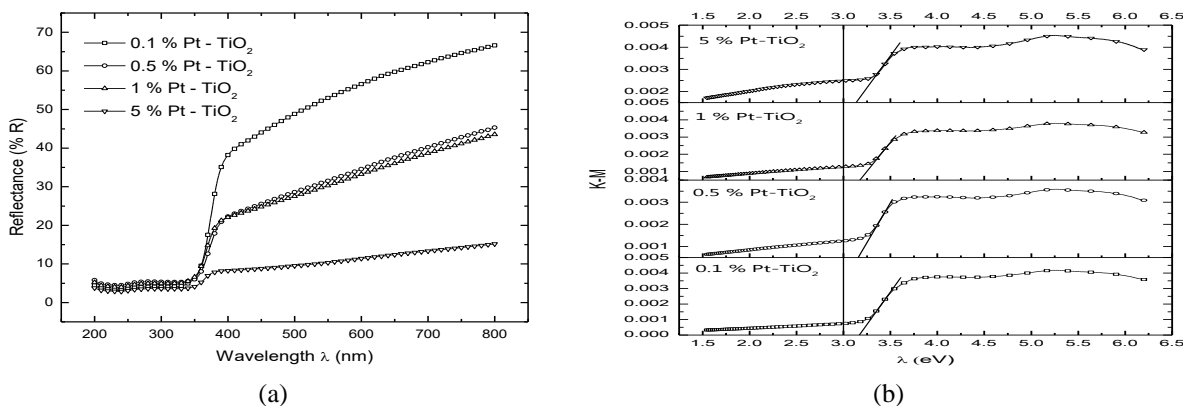 70
60
50
40
30
20
10
0
Reflectance (% R)
0.1 % Pt - TiO₂
0.5 % Pt - TiO₂
1 % Pt - TiO₂
5 % Pt - TiO₂
200 300 400 500 600 700 800
Wavelength λ (nm)
(a)
1.5 2.0 2.5 3.0 3.5 4.0 4.5 5.0 5.5 6.0 6.5
0.005
5 % Pt-TiO₂
0.004
0.002
0.005
1 % Pt-TiO₂
0.003
0.001
0.004
0.5 % Pt-TiO₂
0.003
0.001
0.005
0.1 % Pt-TiO₂
0.004
0.003
0.002
0.001
0.000
K-M
1.5 2.0 2.5 3.0 3.5 4.0 4.5 5.0 5.5 6.0 6.5
λ (eV)
(b)